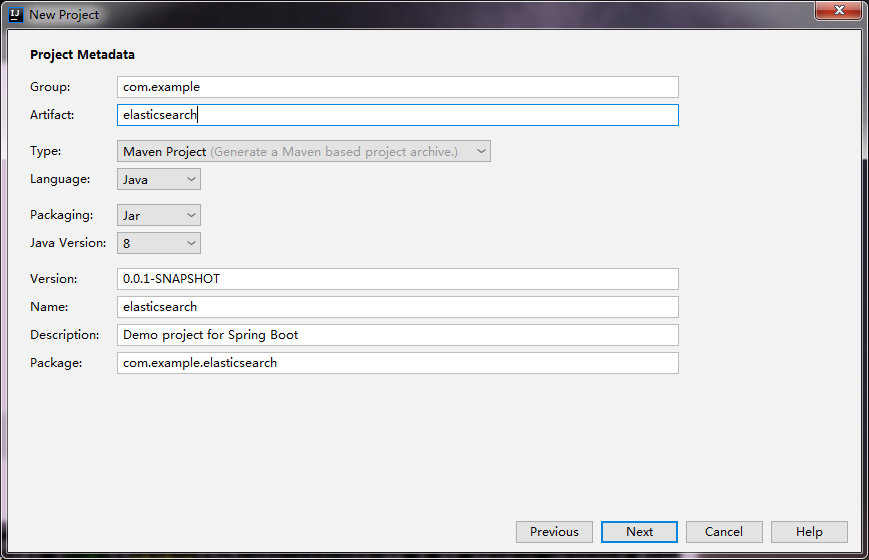 IJ New Project
Project Metadata
Group: com.example
Artifact: elasticsearch
Type: Maven Project (Generate a Maven based project archive.)
Language: Java
Packaging: Jar
Java Version: 8
Version: 0.0.1-SNAPSHOT
Name: elasticsearch
Description: Demo project for Spring Boot
Package: com.example.elasticsearch
Previous Next Cancel Help